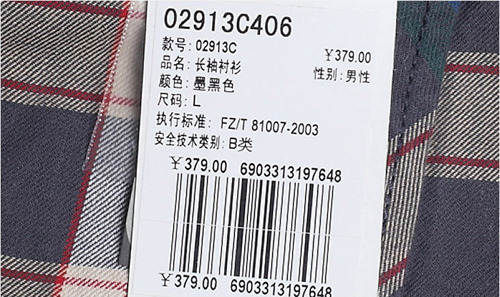 02913C406
款号: 02913C ￥379.00
品名: 长袖衬衫 性别: 男性
颜色: 墨黑色
尺码: L
执行标准: FZ/T 81007-2003
安全技术类别: B类
￥379.00 6903313197648
￥379.00 6903313197648